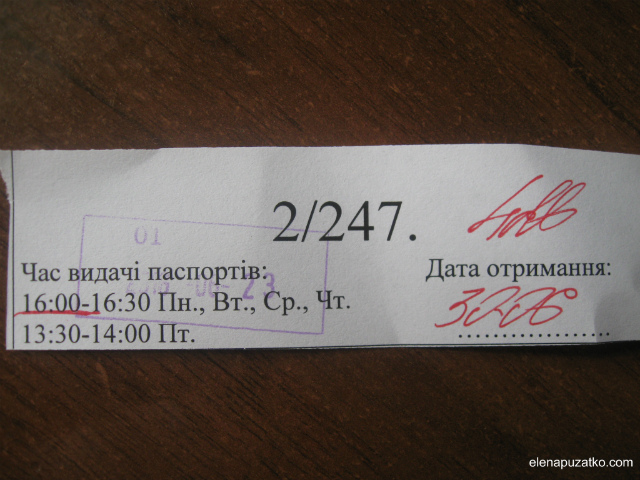 2/247.
Час видачі паспортів:
Дата отримання:
16:00-16:30 Пн., Вт., Ср., Чт.
13:30-14:00 Пт.
elenapuzatko.com